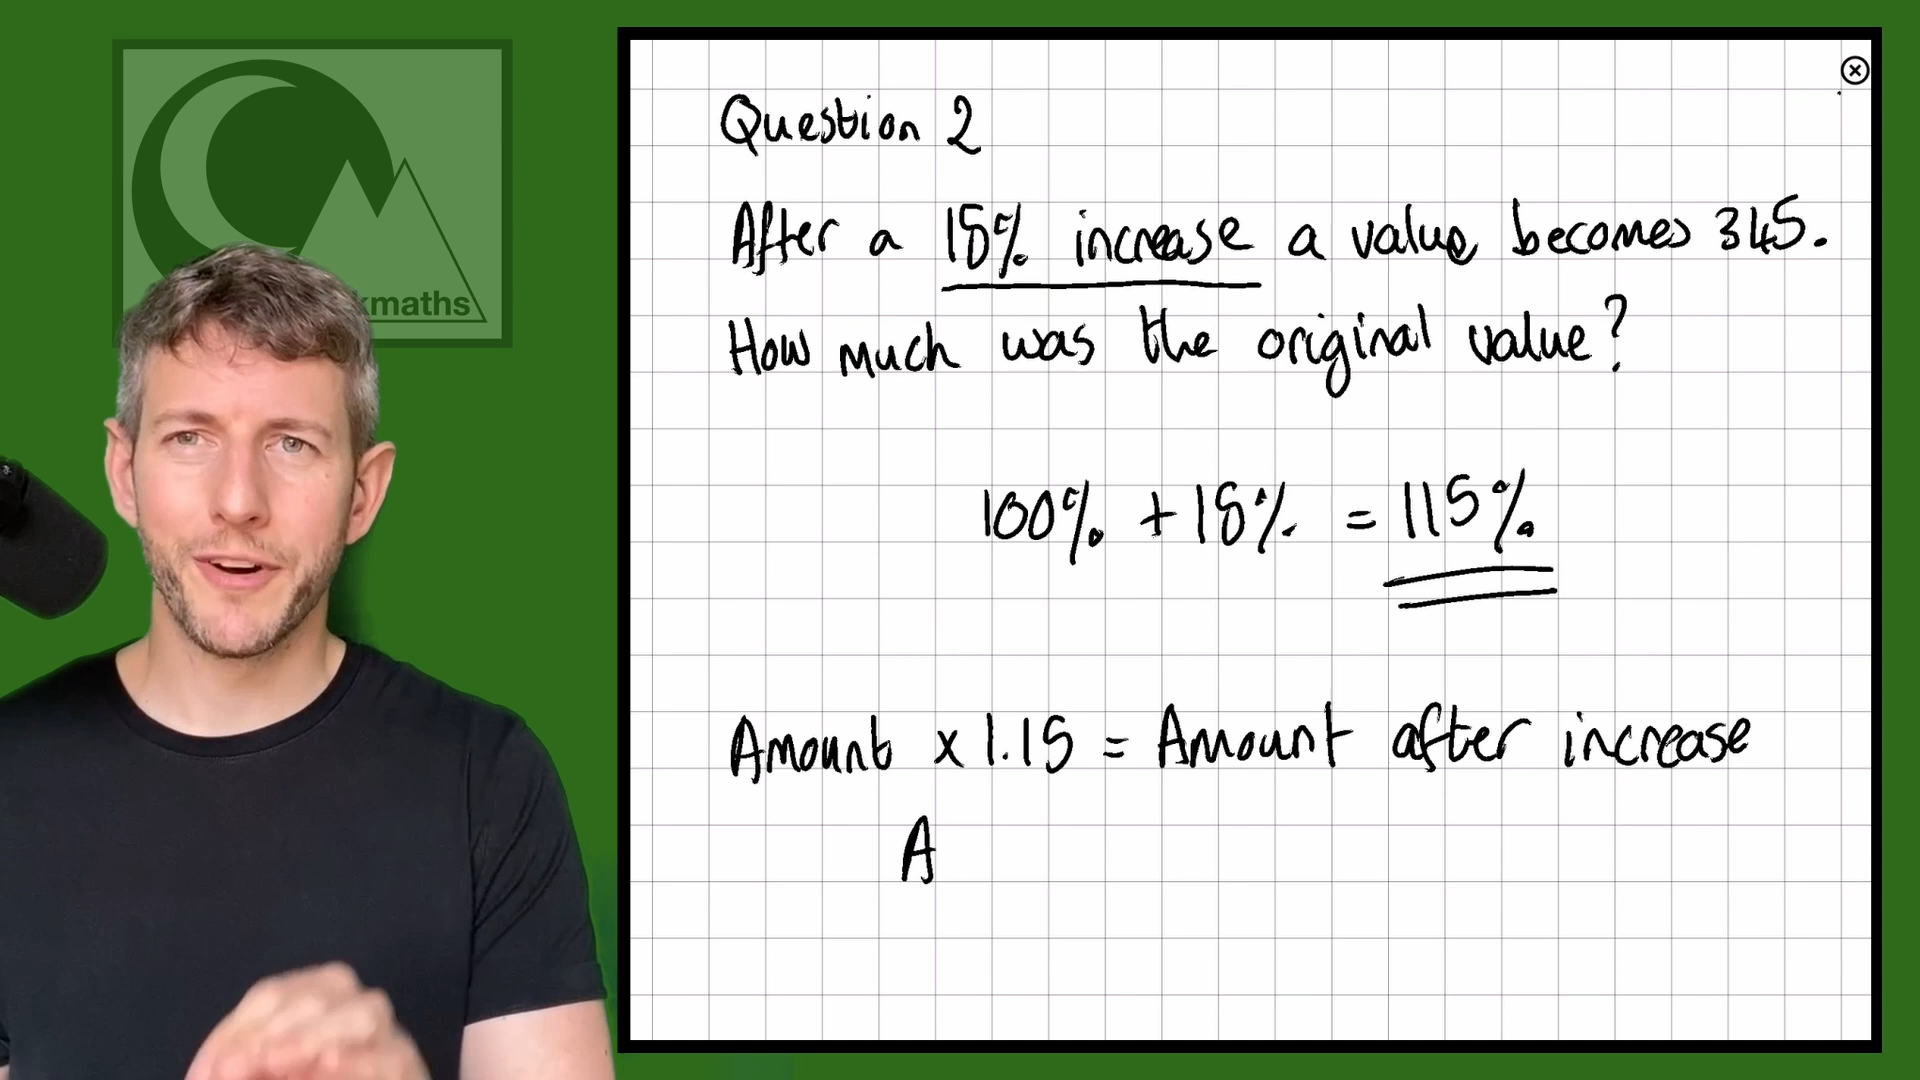 kmaths
Question 2
After a 15% increase a value becomes 345.
How much was the original value?
100% + 15% = 115%
Amount x 1.15 = Amount after increase
A